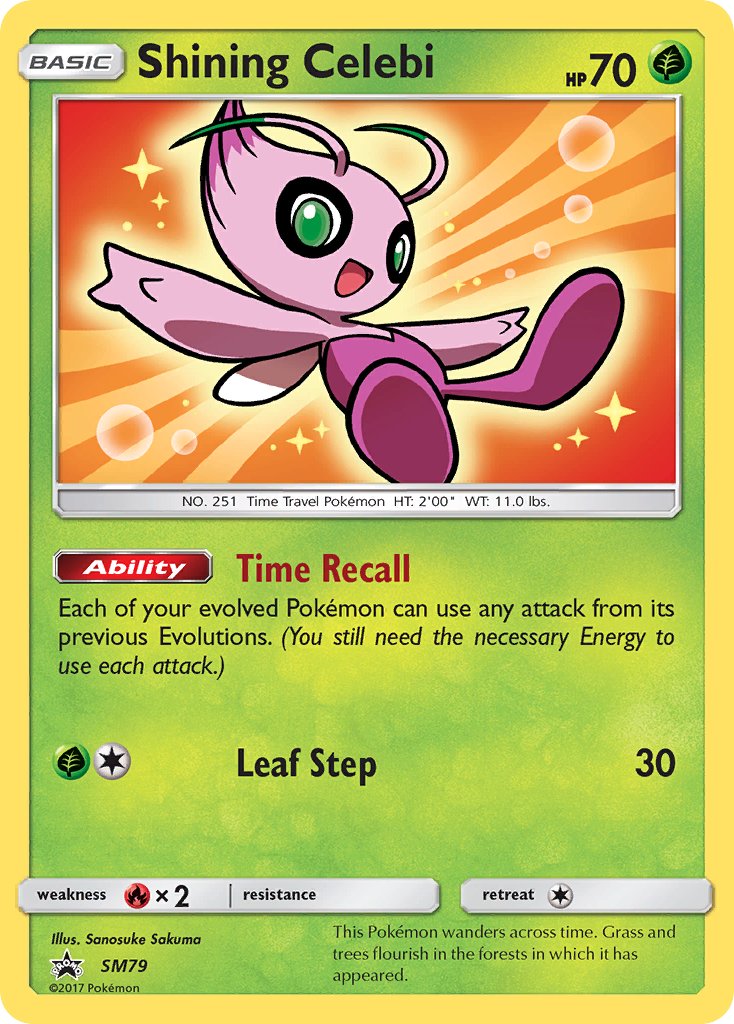 BASIC Shining Celebi HP70
NO. 251 Time Travel Pokémon HT: 2'00" WT: 11.0 lbs.
Ability Time Recall
Each of your evolved Pokémon can use any attack from its
previous Evolutions. (You still need the necessary Energy to
use each attack.)
Leaf Step 30
weakness ×2 resistance retreat
Illus. Sanosuke Sakuma
PROMO SM79
©2017 Pokémon
This Pokémon wanders across time. Grass and
trees flourish in the forests in which it has
appeared.